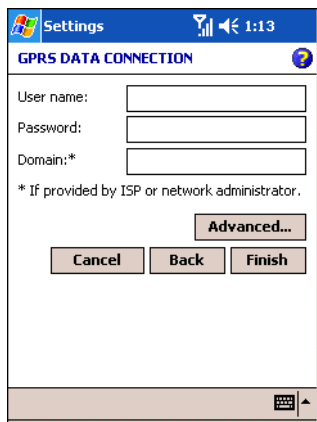 Settings 1:13
GPRS DATA CONNECTION
User name:
Password:
Domain:*
* If provided by ISP or network administrator.
Advanced...
Cancel Back Finish